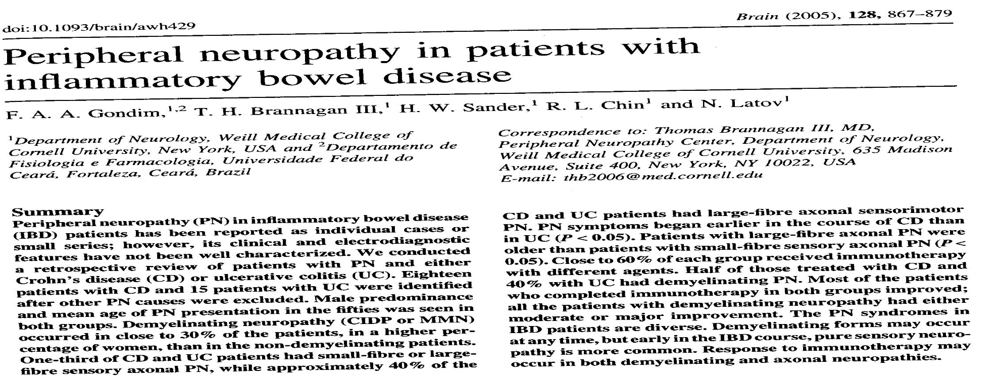 doi:10.1093/brain/awh429
Brain (2005), 128, 867–879
Peripheral neuropathy in patients with
inflammatory bowel disease
F. A. A. Gondim,1,2 T. H. Brannagan III,1 H. W. Sander,1 R. L. Chin1 and N. Latov1
1Department of Neurology, Weill Medical College of
Cornell University, New York, USA and 2Departamento de
Fisiologia e Farmacologia, Universidade Federal do
Ceará, Fortaleza, Ceará, Brazil
Correspondence to: Thomas Brannagan III, MD,
Peripheral Neuropathy Center, Department of Neurology,
Weill Medical College of Cornell University, 635 Madison
Avenue, Suite 400, New York, NY 10022, USA
E-mail: thb2006@med.cornell.edu
Summary
Peripheral neuropathy (PN) in inflammatory bowel disease
(IBD) patients has been reported as individual cases or
small series; however, its clinical and electrodiagnostic
features have not been well characterized. We conducted
a retrospective review of patients with PN and either
Crohn's disease (CD) or ulcerative colitis (UC). Eighteen
patients with CD and 15 patients with UC were identified
after other PN causes were excluded. Male predominance
and mean age of PN presentation in the fifties was seen in
both groups. Demyelinating neuropathy (CIDP or MMN)
occurred in close to 30% of the patients, in a higher per-
centage of women, than in the non-demyelinating patients.
One-third of CD and UC patients had small-fibre or large-
fibre sensory axonal PN, while approximately 40% of the
CD and UC patients had large-fibre axonal sensorimotor
PN. PN symptoms began earlier in the course of CD than
in UC (P < 0.05). Patients with large-fibre axonal PN were
older than patients with small-fibre sensory axonal PN (P <
0.05). Close to 60% of each group received immunotherapy
with different agents. Half of those treated with CD and
40% with UC had demyelinating PN. Most of the patients
who completed immunotherapy in both groups improved;
all the patients with demyelinating neuropathy had either
moderate or major improvement. The PN syndromes in
IBD patients are diverse. Demyelinating forms may occur
at any time, but early in the IBD course, pure sensory neuro-
pathy is more common. Response to immunotherapy may
occur in both demyelinating and axonal neuropathies.